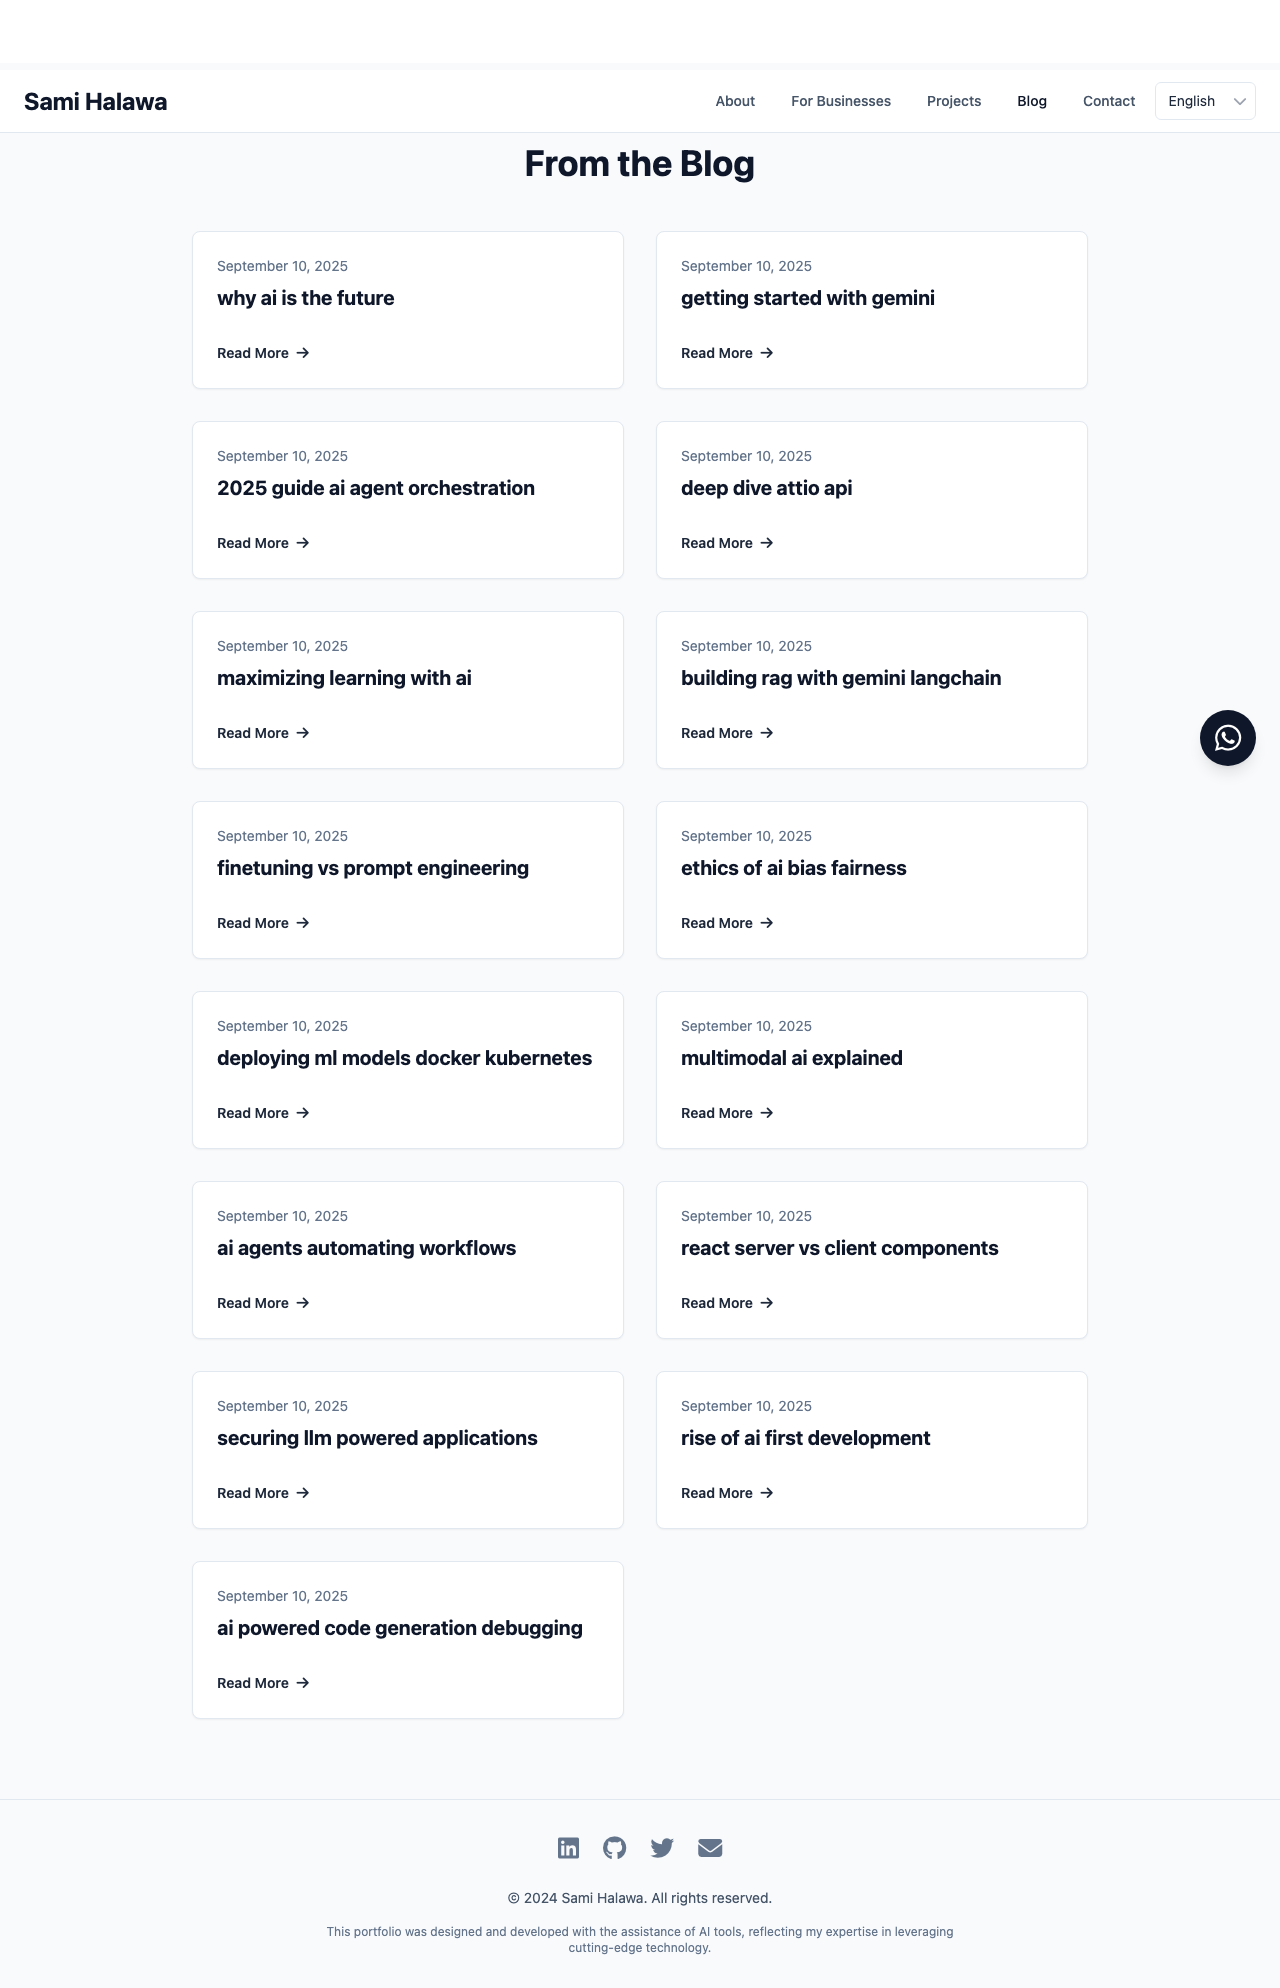 Sami Halawa
About
For Businesses
Projects
Blog
Contact
English
From the Blog
September 10, 2025
why ai is the future
Read More
September 10, 2025
getting started with gemini
Read More
September 10, 2025
2025 guide ai agent orchestration
Read More
September 10, 2025
deep dive attio api
Read More
September 10, 2025
maximizing learning with ai
Read More
September 10, 2025
building rag with gemini langchain
Read More
September 10, 2025
finetuning vs prompt engineering
Read More
September 10, 2025
ethics of ai bias fairness
Read More
September 10, 2025
deploying ml models docker kubernetes
Read More
September 10, 2025
multimodal ai explained
Read More
September 10, 2025
ai agents automating workflows
Read More
September 10, 2025
react server vs client components
Read More
September 10, 2025
securing llm powered applications
Read More
September 10, 2025
rise of ai first development
Read More
September 10, 2025
ai powered code generation debugging
Read More
© 2024 Sami Halawa. All rights reserved.
This portfolio was designed and developed with the assistance of AI tools, reflecting my expertise in leveraging
cutting-edge technology.